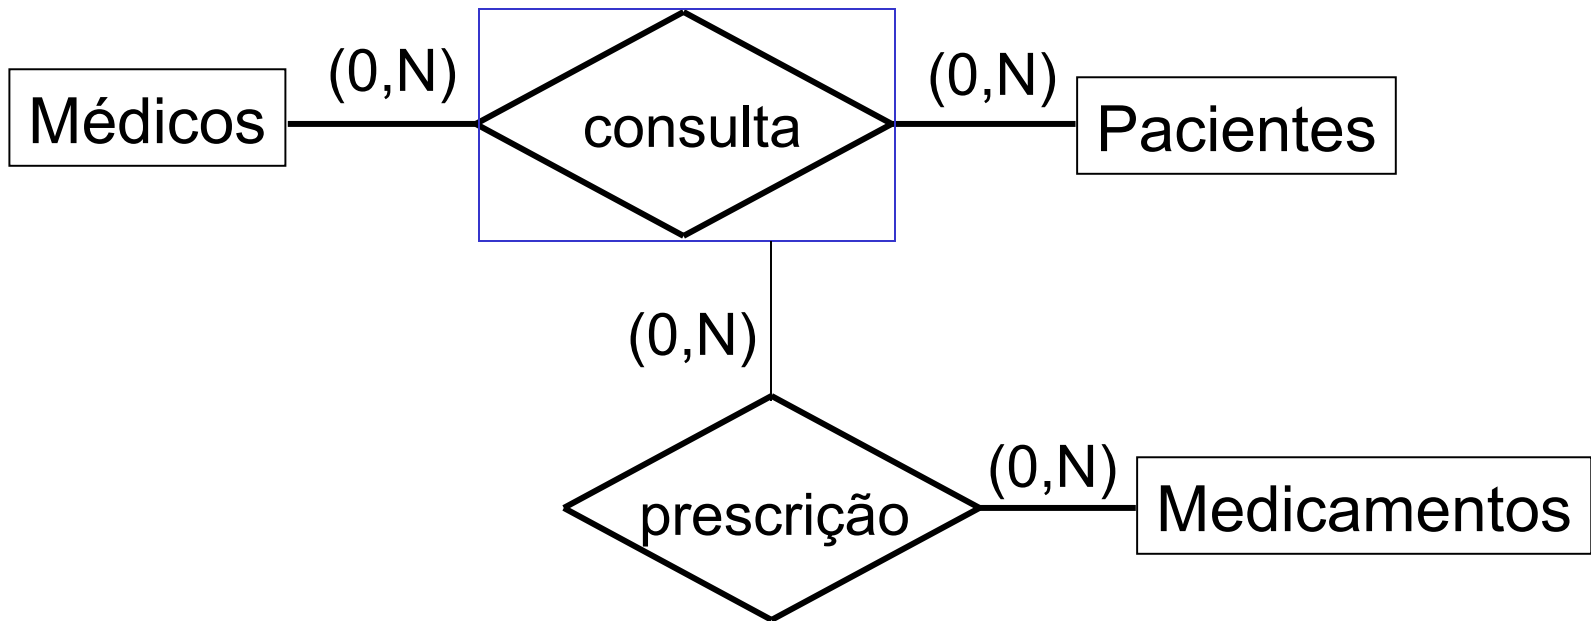 Médicos
(0,N)
consulta
(0,N)
Pacientes
(0,N)
prescrição
(0,N)
Medicamentos